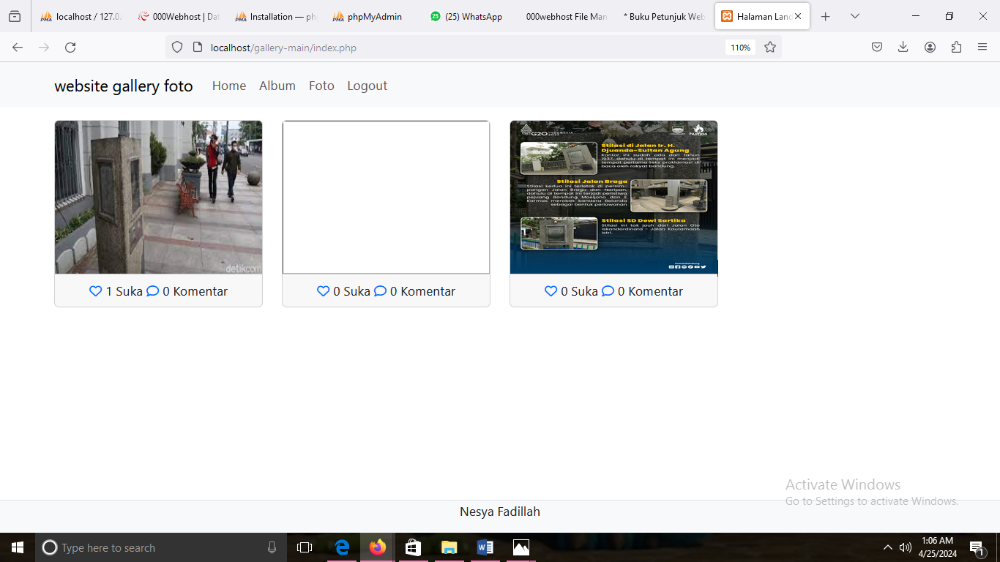 localhost / 127.0.
000Webhost | Dat
Installation — ph
phpMyAdmin
25
(25) WhatsApp
000webhost File Man
* Buku Petunjuk Web
Halaman Land
localhost/gallery-main/index.php
110%
website gallery foto
Home
Album
Foto
Logout
detikcom
G20 INDONESIA
humas
Stilasi di Jalan Ir. H.
Djuanda-Sultan Agung
Kantor ini sudah ada dari tahun
1937, dahulu di tempat ini menjadi
tempat pertama teks proklamasi di
baca oleh rakyat bandung.
Stilasi Jalan Braga
Stilasi kedua ini terletak di persim-
pangan Jalan Braga dan Naripan,
dahulu di tempat ini terjadi peristiwa
pejuang Bandung Moeljono dan E
Karmas merobek bendera Belanda
sebagai bentuk perlawanan
Stilasi SD Dewi Sartika
Stilasi ini tak jauh dari Jalan Oto
Iskandardinata - Jalan Kautamaan
Istri.
1 Suka 0 Komentar
0 Suka 0 Komentar
0 Suka 0 Komentar
Activate Windows
Go to Settings to activate Windows.
Nesya Fadillah
Type here to search
1:06 AM
4/25/2024
1